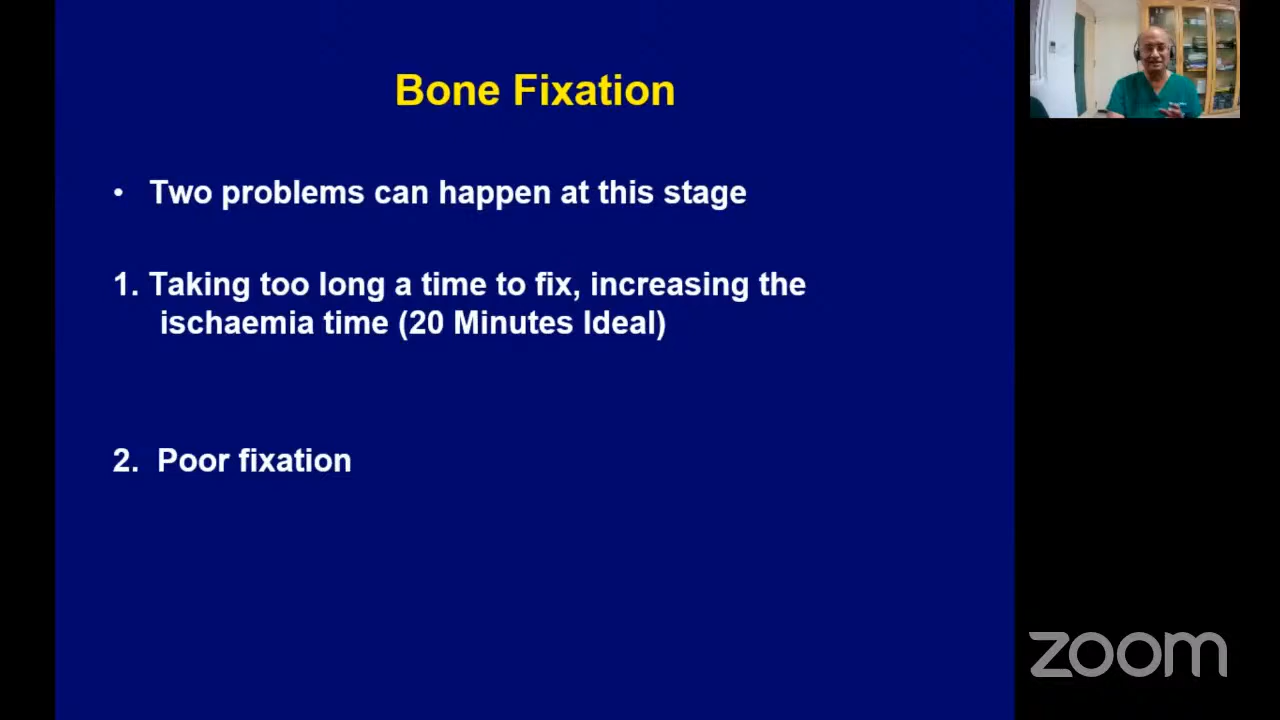 Bone Fixation
• Two problems can happen at this stage
1. Taking too long a time to fix, increasing the
ischaemia time (20 Minutes Ideal)
2. Poor fixation
zoom